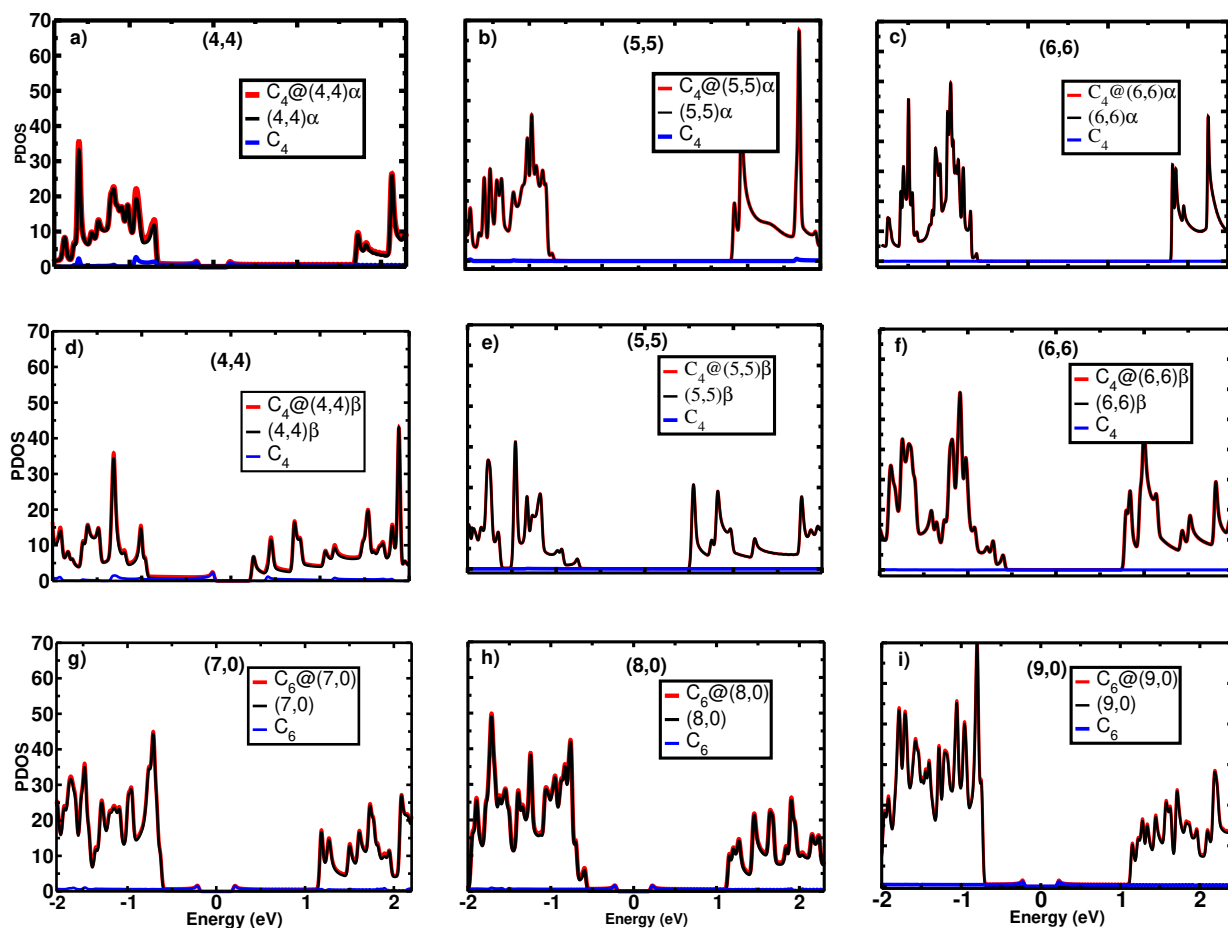 a)
(4,4)
C4@(4,4)α
(4,4)α
C4
PDOS
70
60
50
40
30
20
10
0
b)
(5,5)
C4@(5,5)α
(5,5)α
C4
c)
(6,6)
C4@(6,6)α
(6,6)α
C4
d)
(4,4)
C4@(4,4)β
(4,4)β
C4
PDOS
70
60
50
40
30
20
10
0
e)
(5,5)
C4@(5,5)β
(5,5)β
C4
f)
(6,6)
C4@(6,6)β
(6,6)β
C4
g)
(7,0)
C6@(7,0)
(7,0)
C6
PDOS
70
60
50
40
30
20
10
0
-2 -1 0 1 2
Energy (eV)
h)
(8,0)
C6@(8,0)
(8,0)
C6
-2 -1 0 1 2
Energy (eV)
i)
(9,0)
C6@(9,0)
(9,0)
C6
-2 -1 0 1 2
Energy (eV)